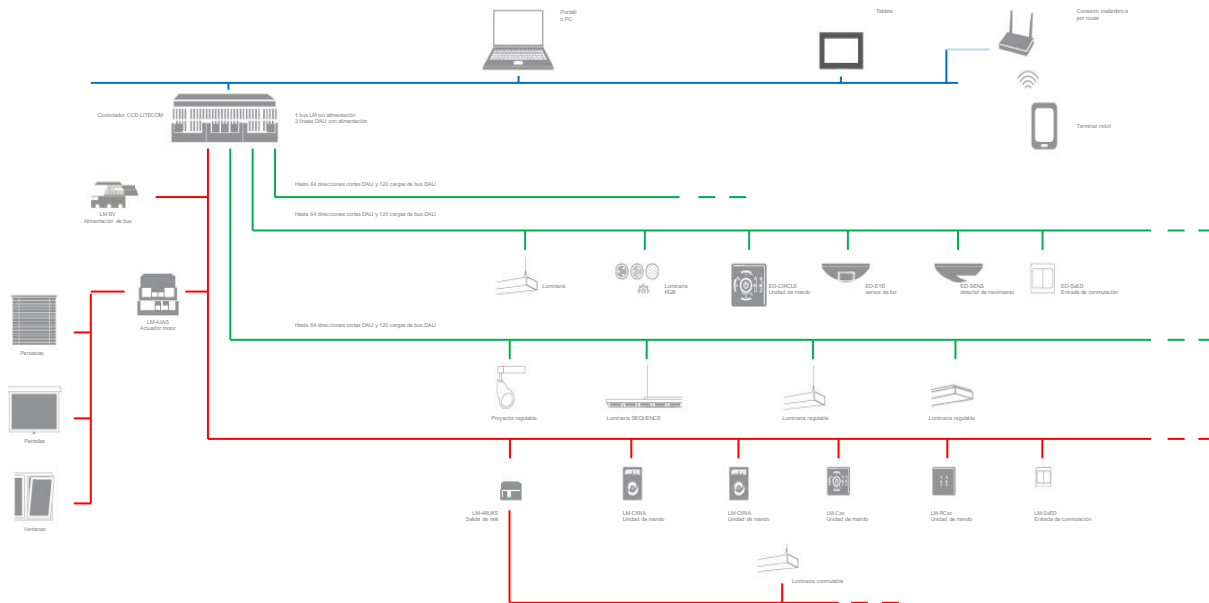 Portátil
o PC
Tableta
Conexión inalámbrica
por router
Controlador CCD LITECOM
1 bus LM sin alimentación
3 líneas DALI con alimentación
Terminal móvil
Hasta 64 direcciones cortas DALI y 120 cargas de bus DALI
LM-BV
Alimentación de bus
Hasta 64 direcciones cortas DALI y 120 cargas de bus DALI
Luminaria
Luminaria
RGB
ED-CIRCLE
Unidad de mando
ED-EYE
sensor de luz
ED-SENS
detector de movimiento
ED-SxED
Entrada de conmutación
LM-4JAS
Actuador motor
Hasta 64 direcciones cortas DALI y 120 cargas de bus DALI
Persianas
Proyector regulable
Luminaria SEQUENCE
Luminaria regulable
Luminaria regulable
Pantallas
LM-4RUKS
Salida de relé
LM-CIRIA
Unidad de mando
LM-CIRIA
Unidad de mando
LM-Cxx
Unidad de mando
LM-RCxx
Unidad de mando
LM-SxED
Entrada de conmutación
Ventanas
Luminaria conmutable